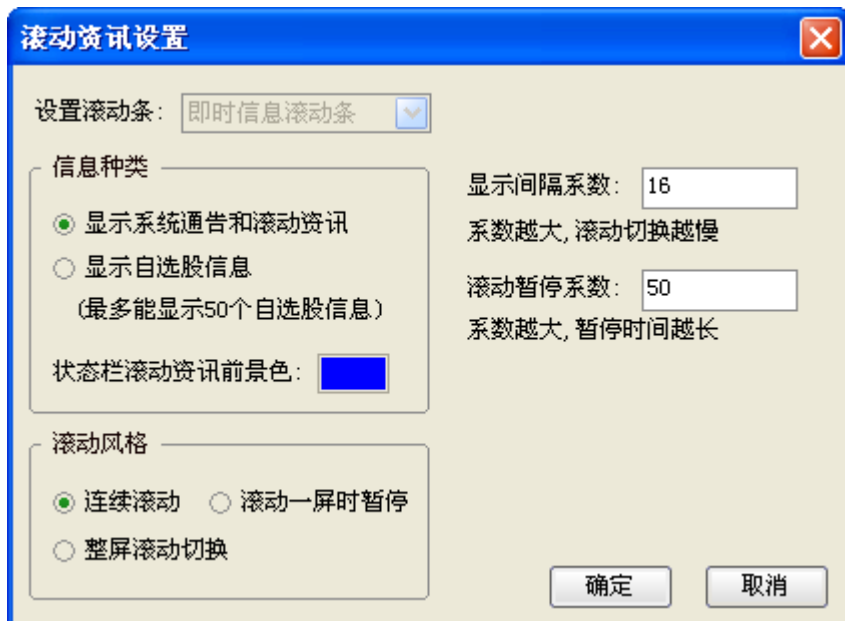 滚动资讯设置
设置滚动条: 即时信息滚动条
信息种类
显示系统通告和滚动资讯
显示自选股信息
(最多能显示50个自选股信息)
状态栏滚动资讯前景色:
显示间隔系数: 16
系数越大,滚动切换越慢
滚动暂停系数: 50
系数越大,暂停时间越长
滚动风格
连续滚动 滚动一屏时暂停
整屏滚动切换
确定 取消